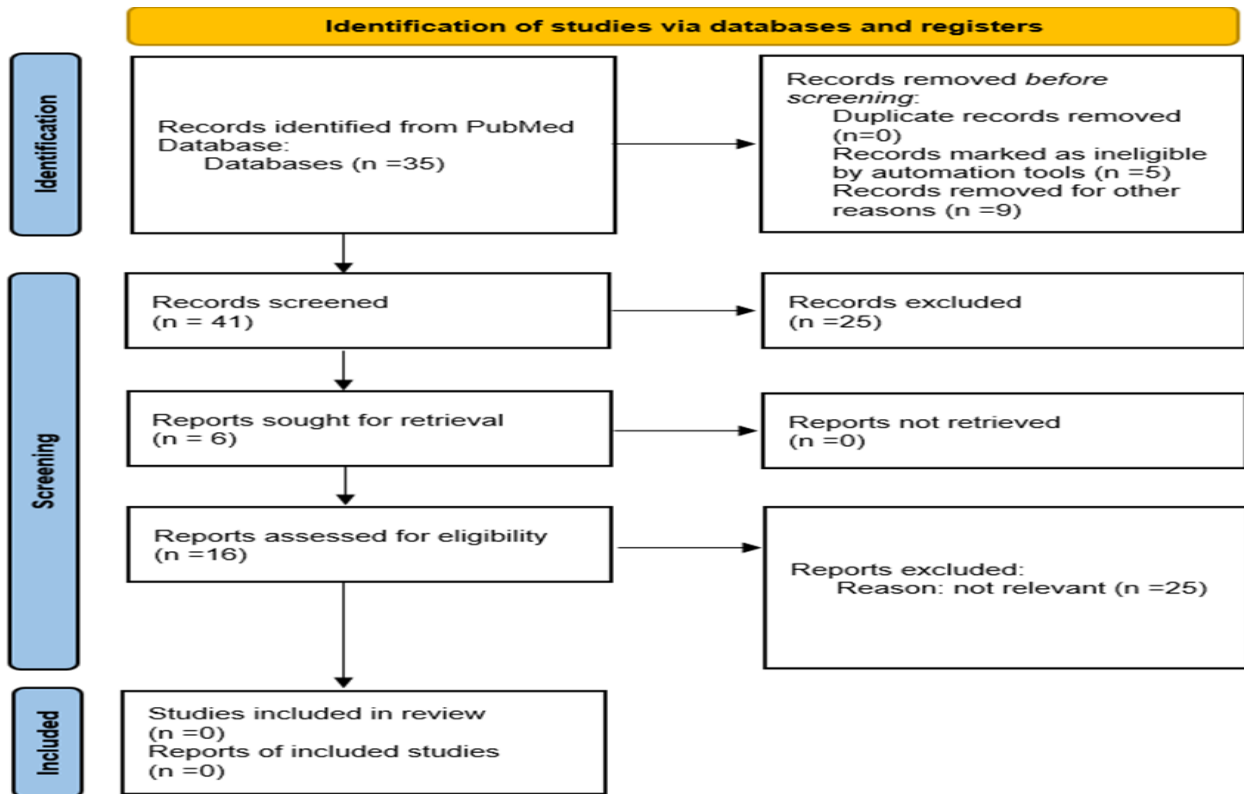 Identification of studies via databases and registers
Identification
Records identified from PubMed
Database:
Databases (n =35)
Records removed before
screening:
Duplicate records removed
(n=0)
Records marked as ineligible
by automation tools (n =5)
Records removed for other
reasons (n =9)
Screening
Records screened
(n = 41)
Records excluded
(n =25)
Reports sought for retrieval
(n = 6)
Reports not retrieved
(n =0)
Reports assessed for eligibility
(n =16)
Reports excluded:
Reason: not relevant (n =25)
Included
Studies included in review
(n =0)
Reports of included studies
(n =0)